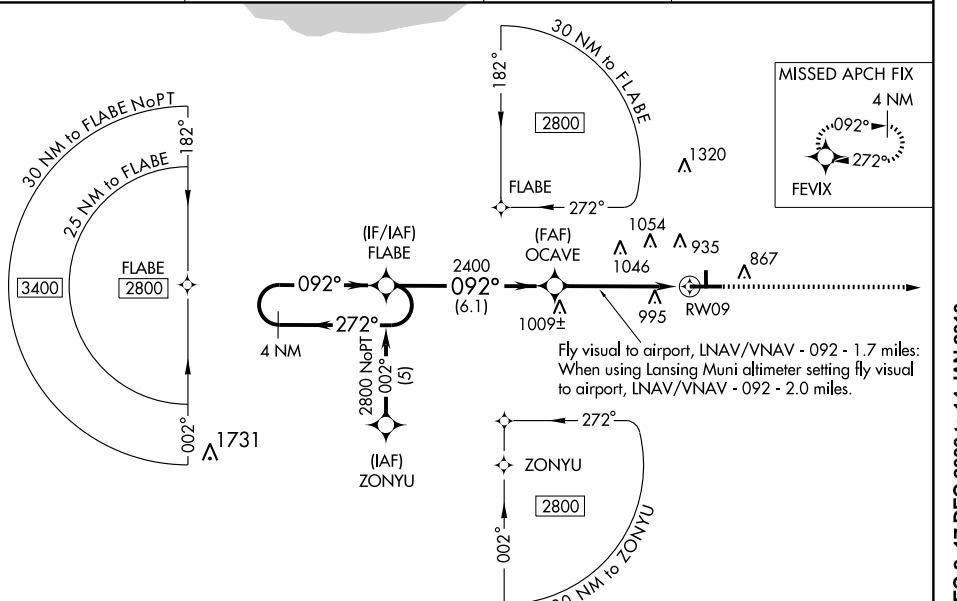 30 NM to FLABE NoPT
182°
25 NM to FLABE
3400
FLABE
2800
002°
1731
182°
30 NM to FLABE
2800
FLABE
272°
1320
MISSED APCH FIX
4 NM
092°
272°
FEVIX
(IF/IAF)
FLABE
092°
272°
4 NM
2400
092°
(6.1)
(FAF)
OCAVE
1009±
1054
1046
935
995
867
RW09
2800 NoPT
002°
(5)
(IAF)
ZONYU
Fly visual to airport, LNAV/VNAV - 092 - 1.7 miles:
When using Lansing Muni altimeter setting fly visual
to airport, LNAV/VNAV - 092 - 2.0 miles.
272°
ZONYU
2800
002°
NM to ZONYU